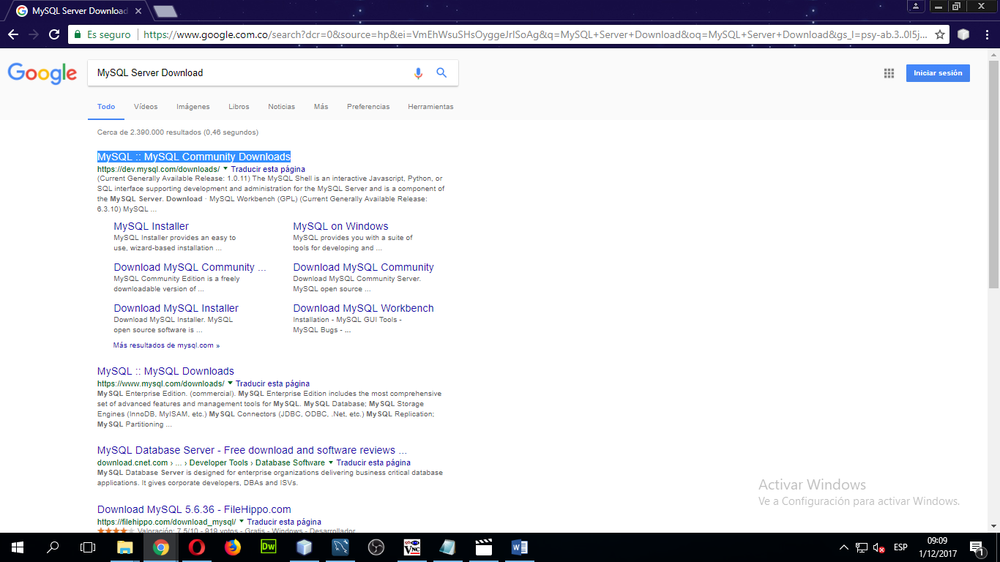 MySQL Server Download
Es seguro
https://www.google.com.co/search?dcr=0&source=hp&ei=VmEhWsuSHsOyggeJrISoAg&q=MySQL+Server+Download&oq=MySQL+Server+Download&gs_l=psy-ab.3..0l5j...
Google
MySQL Server Download
Iniciar sesión
Todo Vídeos Imágenes Libros Noticias Más Preferencias Herramientas
Cerca de 2.390.000 resultados (0,46 segundos)
MySQL :: MySQL Community Downloads
https://dev.mysql.com/downloads/ Traducir esta página
(Current Generally Available Release: 1.0.11) The MySQL Shell is an interactive Javascript, Python, or
SQL interface supporting development and administration for the MySQL Server and is a component of
the MySQL Server. Download · MySQL Workbench (GPL) (Current Generally Available Release:
6.3.10) MySQL ...
MySQL Installer
MySQL Installer provides an easy to
use, wizard-based installation ...
MySQL on Windows
MySQL provides you with a suite of
tools for developing and ...
Download MySQL Community ...
MySQL Community Edition is a freely
downloadable version of ...
Download MySQL Community
Download MySQL Community Server.
MySQL open source ...
Download MySQL Installer
Download MySQL Installer. MySQL
open source software is ...
Download MySQL Workbench
Installation - MySQL GUI Tools -
MySQL Bugs - ...
Más resultados de mysql.com »
MySQL :: MySQL Downloads
https://www.mysql.com/downloads/ Traducir esta página
MySQL Enterprise Edition. (commercial). MySQL Enterprise Edition includes the most comprehensive
set of advanced features and management tools for MySQL. MySQL Database; MySQL Storage
Engines (InnoDB, MyISAM, etc.) MySQL Connectors (JDBC, ODBC, .Net, etc.) MySQL Replication;
MySQL Partitioning ...
MySQL Database Server - Free download and software reviews ...
download.cnet.com › ... › Developer Tools › Database Software Traducir esta página
MySQL Database Server is designed for enterprise organizations delivering business critical database
applications. It gives corporate developers, DBAs and ISVs.
Download MySQL 5.6.36 - FileHippo.com
https://filehippo.com/download_mysql/ Traducir esta página
Valoración: 7,5/10 - 919 votos - Gratis - Windows - Desarrollador
Activar Windows
Ve a Configuración para activar Windows.
Dw
VNC
ESP
09:09
1/12/2017
1